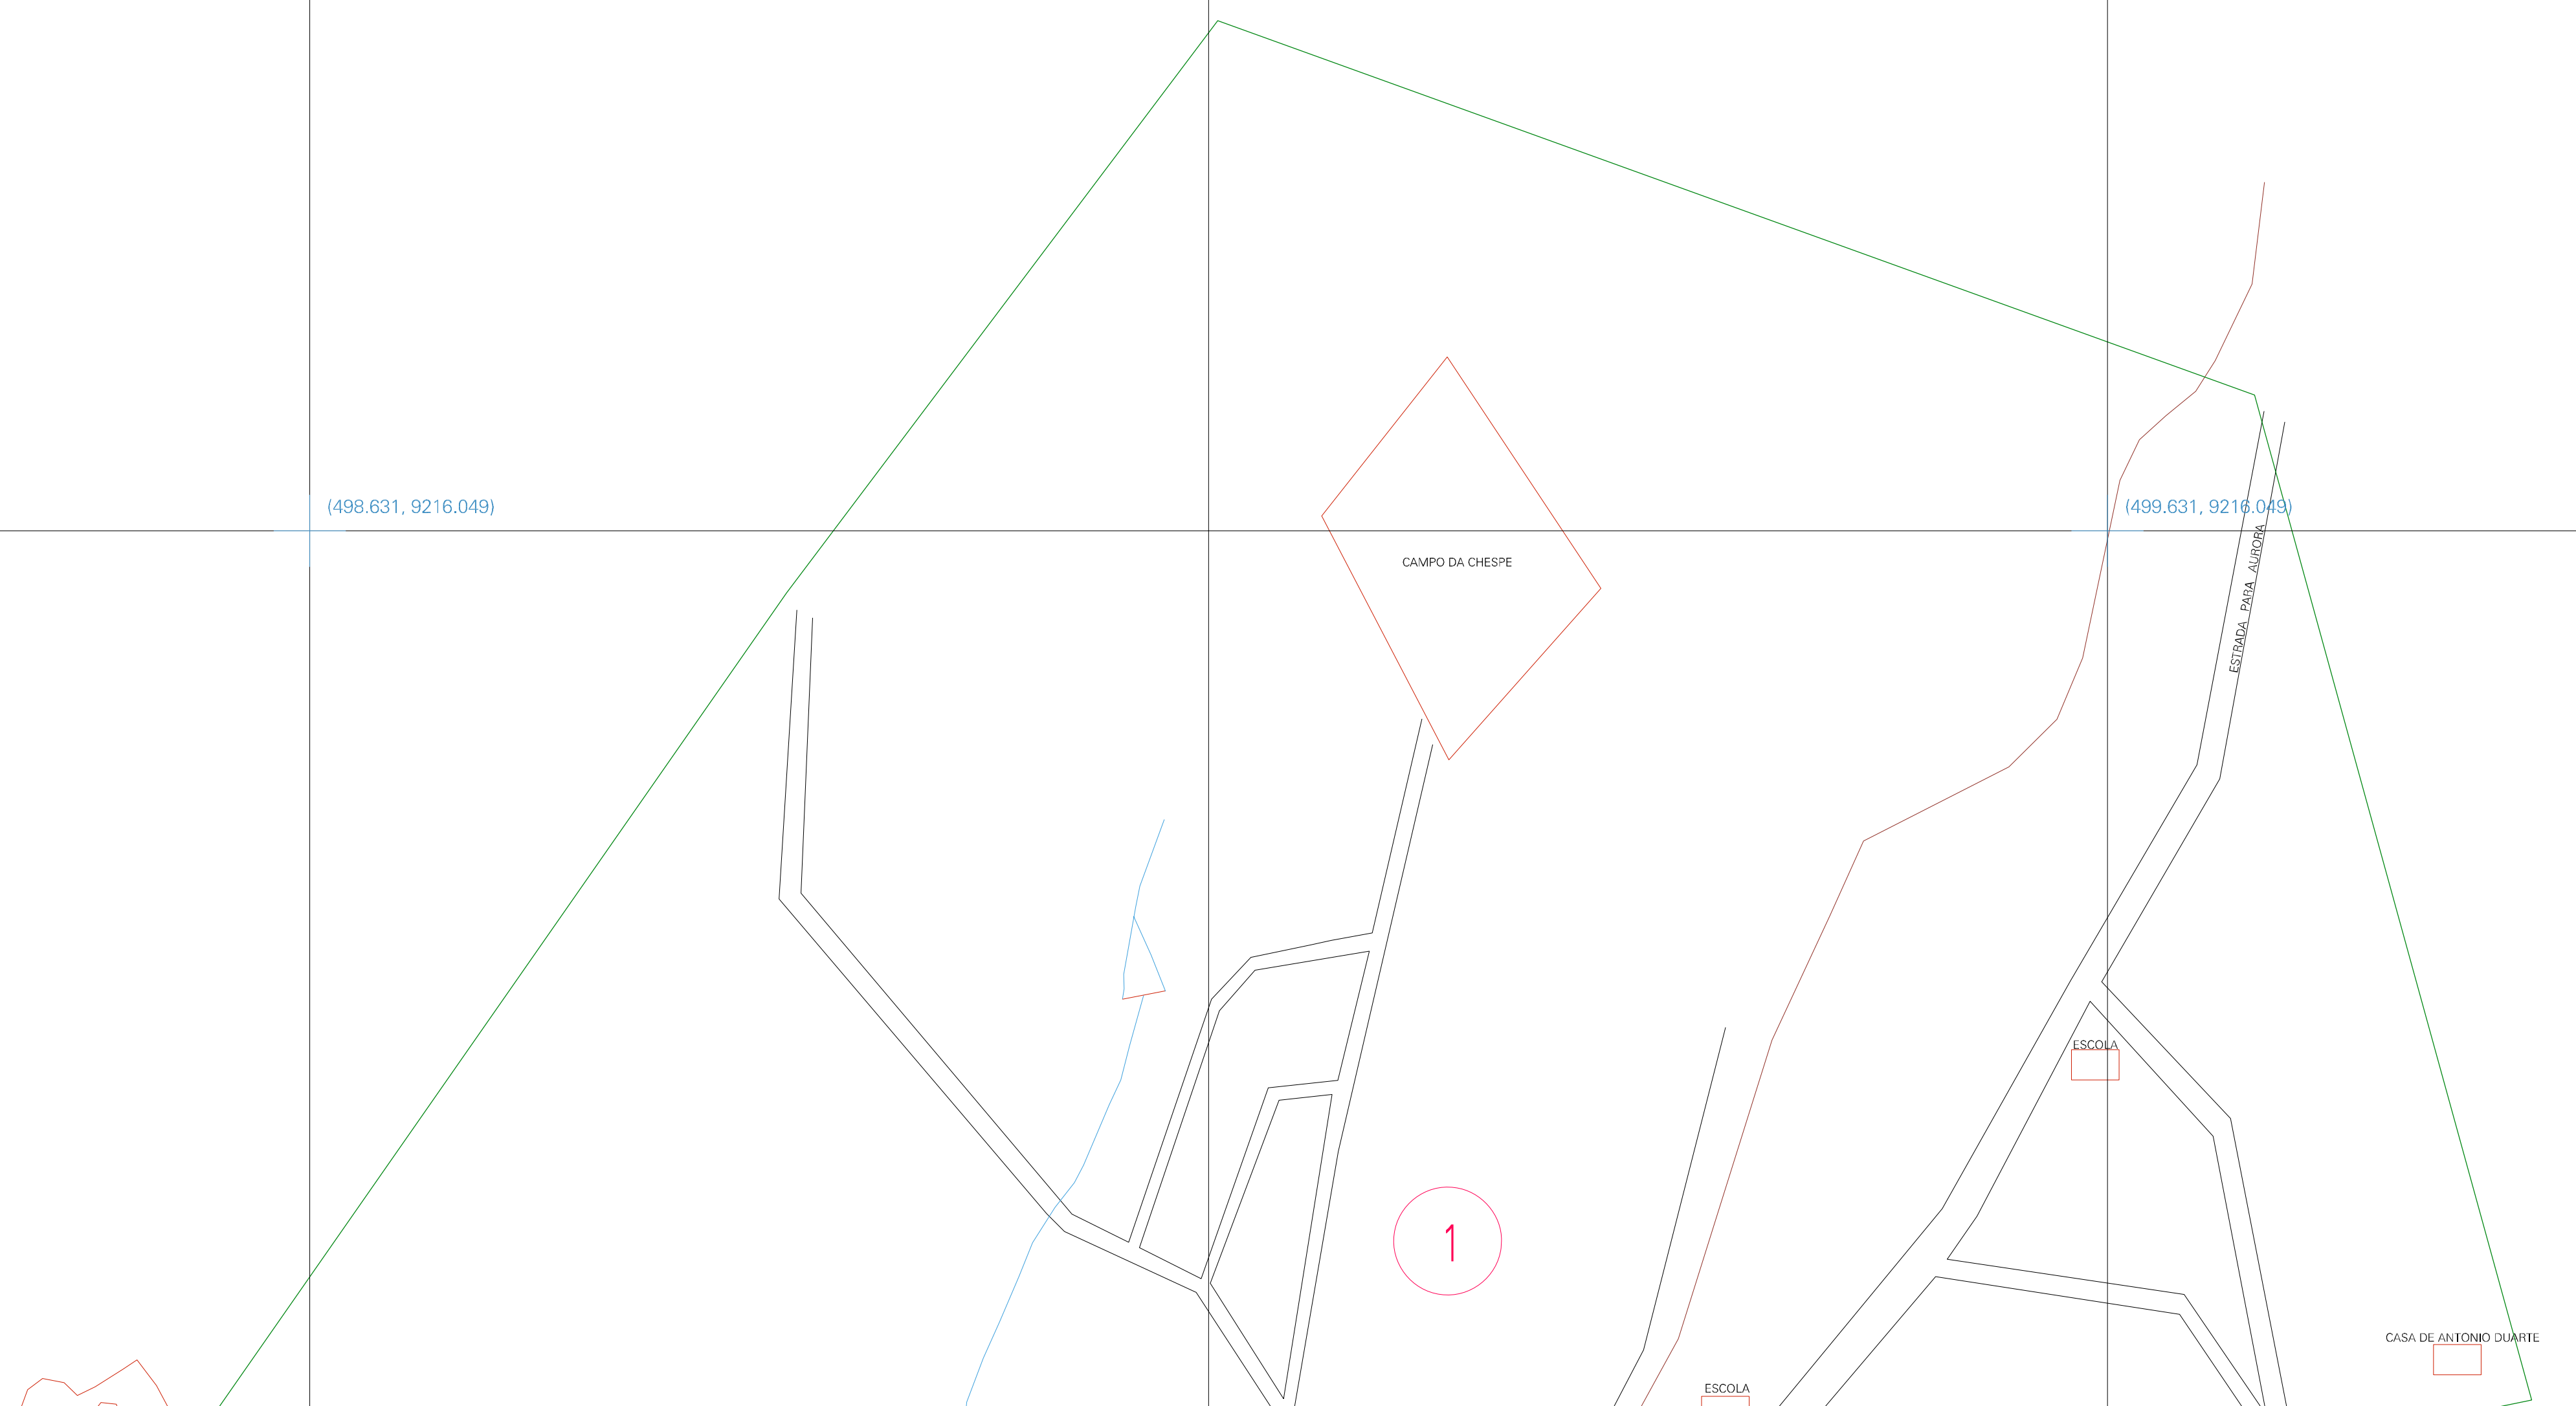 (498.631, 9216.049)
(499.631, 9216.049)
CAMPO DA CHESPE
ESTRADA PARA AURORA
ESCOLA
1
CASA DE ANTONIO DUARTE
ESCOLA